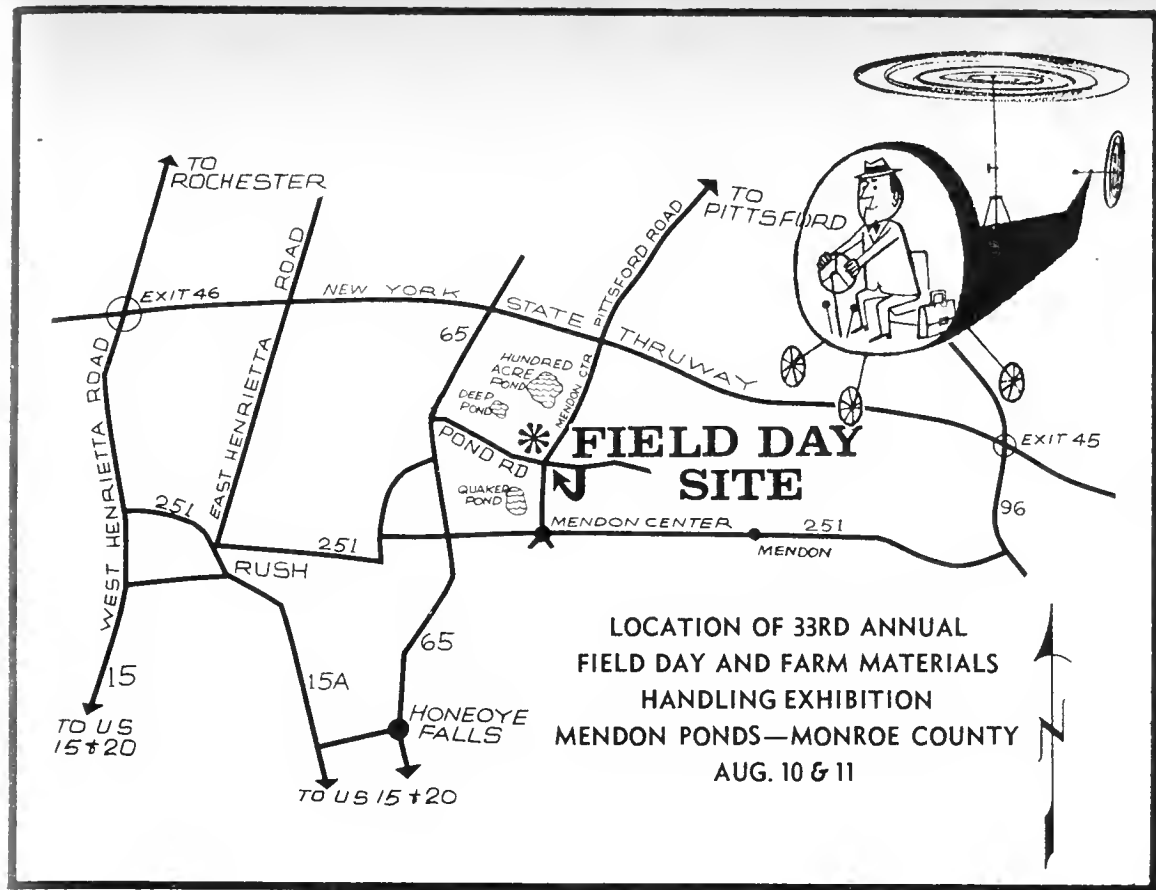 TO
ROCHESTER
TO
PITTSFORD
EXIT 46
NEW YORK
STATE
THRUWAY
EAST HENRIETTA
ROAD
WEST HENRIETTA ROAD
65
HUNDRED
ACRE
POND
DEEP
POND
MENDON CTR
PITTSFORD ROAD
POND RD
FIELD DAY
SITE
EXIT 45
QUAKER
POND
251
251
MENDON CENTER
251
MENDON
96
RUSH
15
15A
65
HONEOYE
FALLS
TO US
15+20
TO US 15+20
LOCATION OF 33RD ANNUAL
FIELD DAY AND FARM MATERIALS
HANDLING EXHIBITION
MENDON PONDS—MONROE COUNTY
AUG. 10 & 11
N